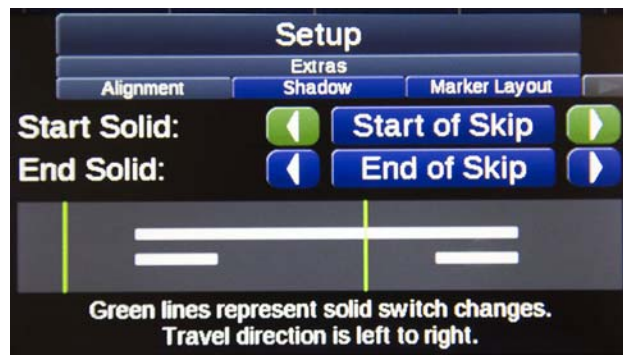 Setup
Extras
Alignment Shadow Marker Layout
Start Solid: Start of Skip
End Solid: End of Skip
Green lines represent solid switch changes.
Travel direction is left to right.